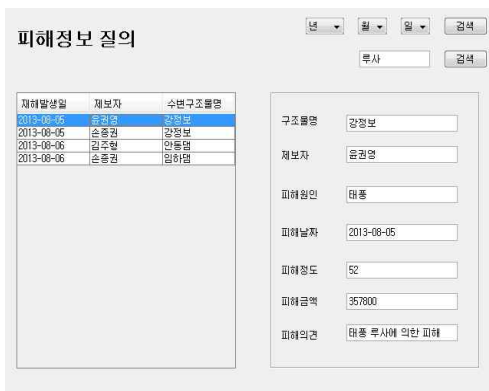 피해정보 질의
년 월 일 검색
루사 검색
재해발생일 제보자 수변구조물명
2013-08-05 윤권영 강정보
2013-08-05 손중권 강정보
2013-08-06 김주형 안동댐
2013-08-06 손중권 임하댐
구조물명 강정보
제보자 윤권영
피해원인 태풍
피해날짜 2013-08-05
피해정도 52
피해금액 357800
피해의견 태풍 루사에 의한 피해